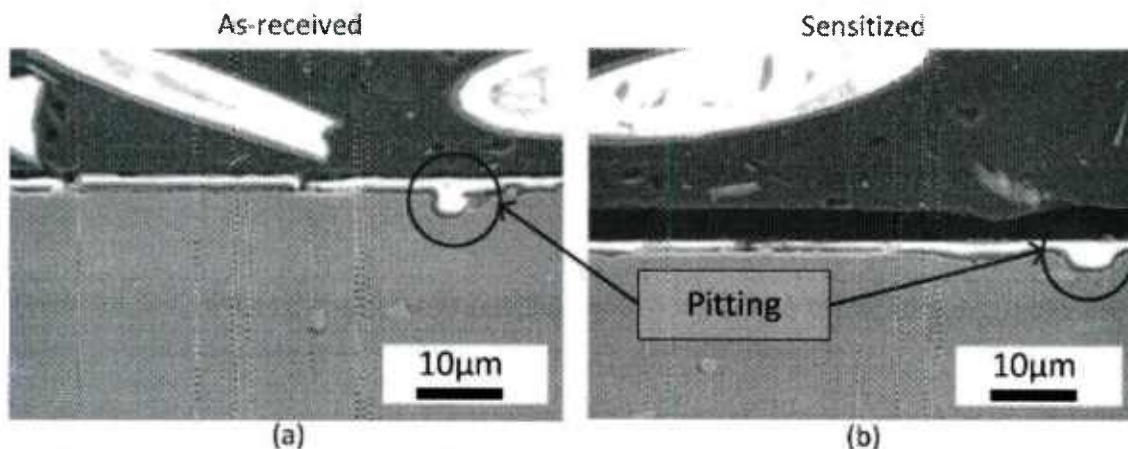 As-received
Sensitized
Pitting
10μm
10μm
(a)
(b)